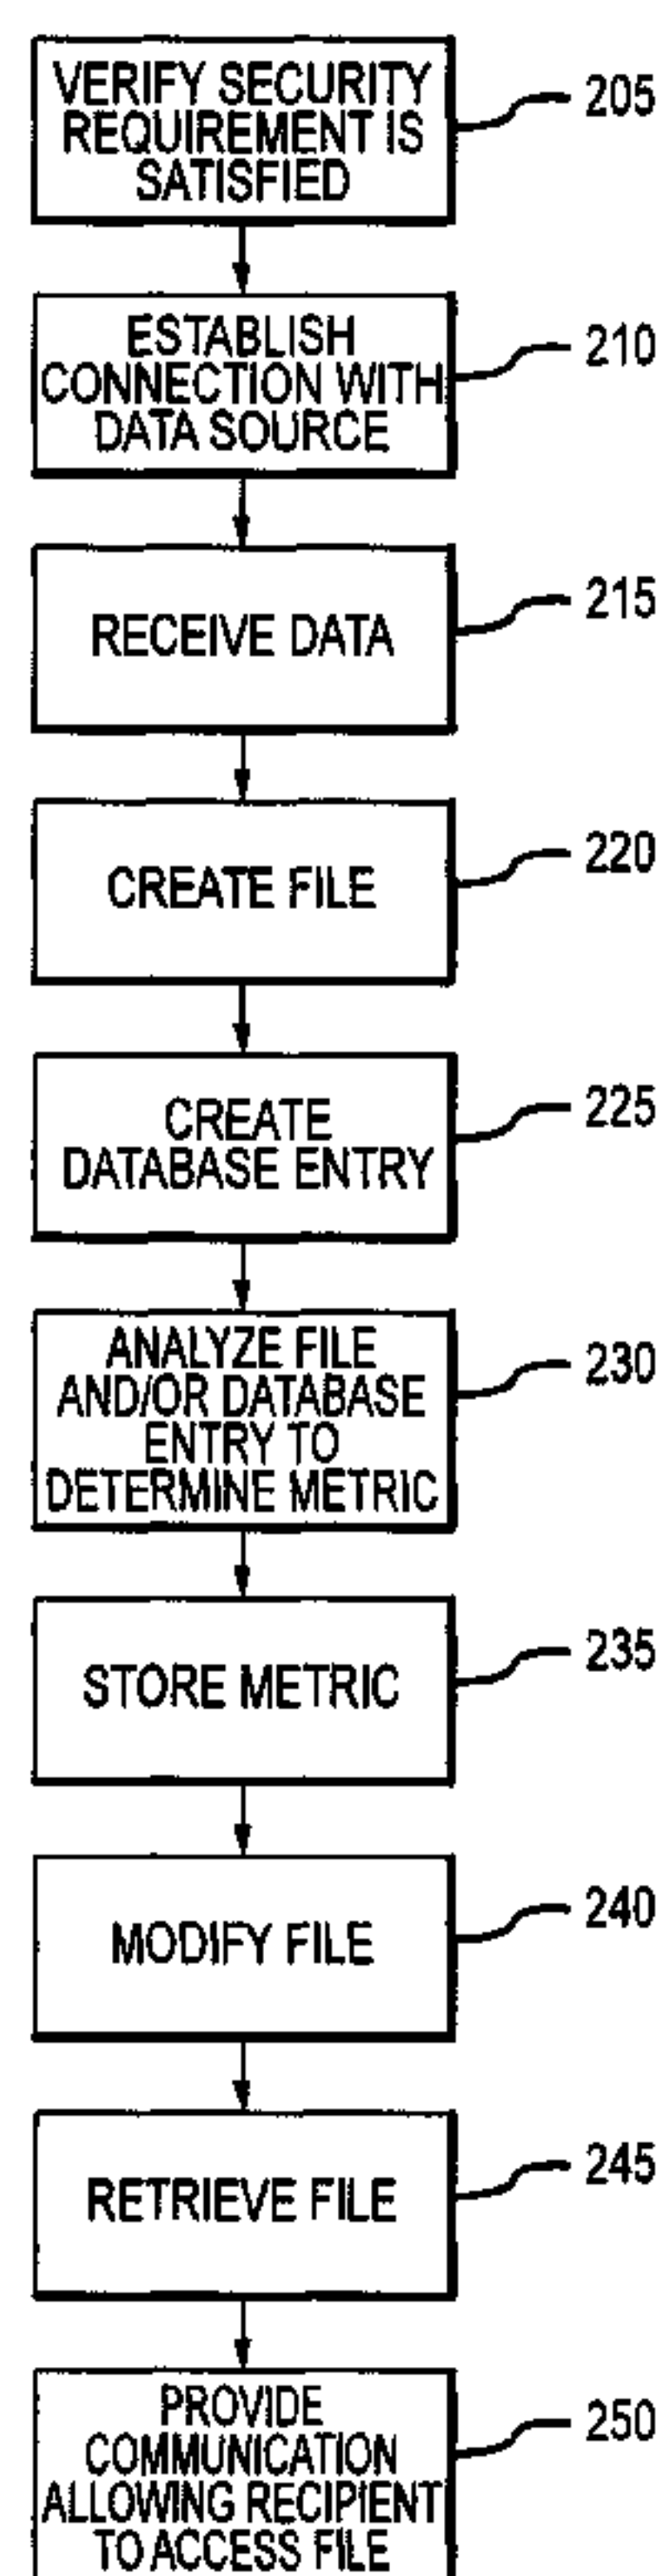 VERIFY SECURITY
REQUIREMENT IS
SATISFIED
205
ESTABLISH
CONNECTION WITH
DATA SOURCE
210
RECEIVE DATA
215
CREATE FILE
220
CREATE
DATABASE ENTRY
225
ANALYZE FILE
AND/OR DATABASE
ENTRY TO
DETERMINE METRIC
230
STORE METRIC
235
MODIFY FILE
240
RETRIEVE FILE
245
PROVIDE
COMMUNICATION
ALLOWING RECIPIENT
TO ACCESS FILE
250